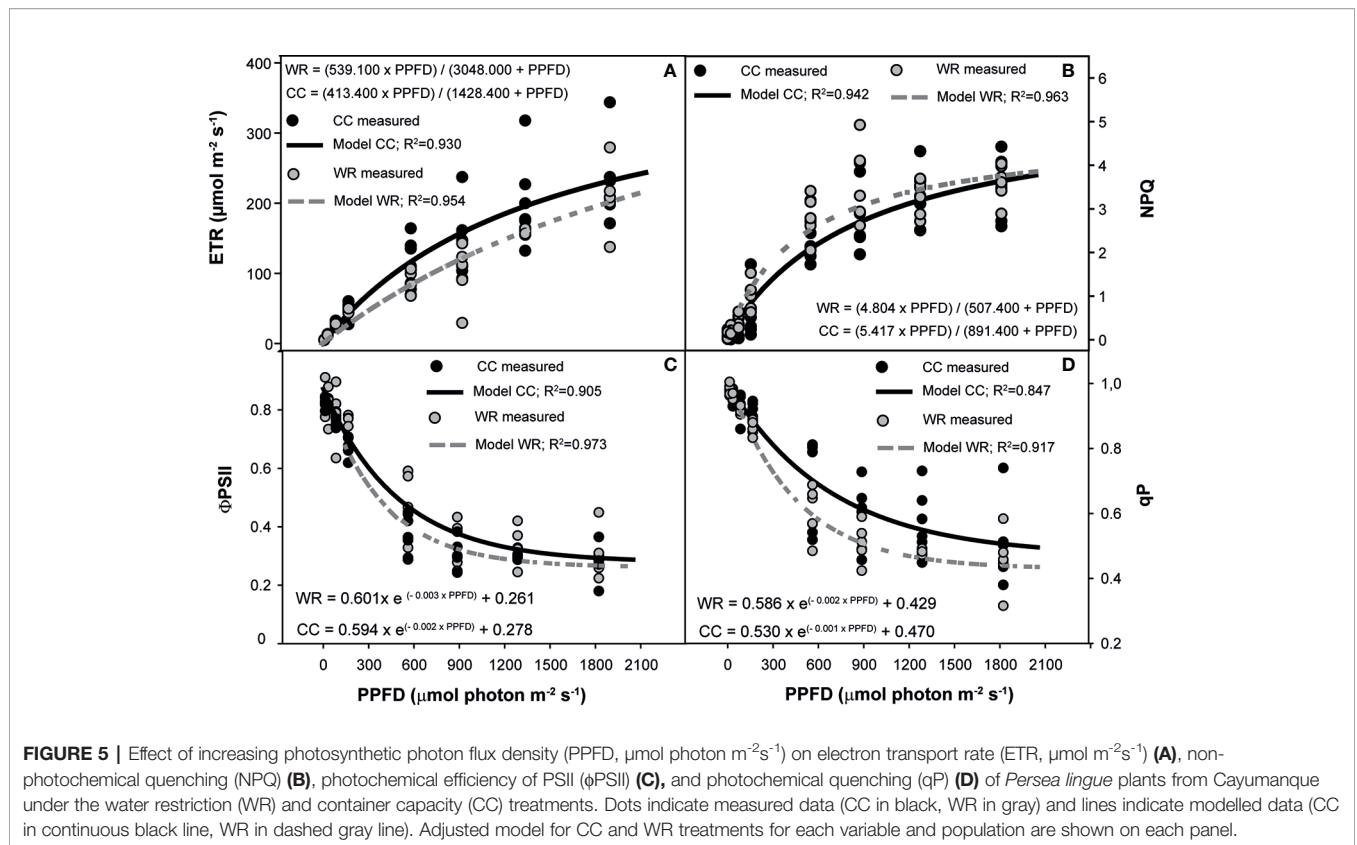 A
WR = (539.100 x PPFD) / (3048.000 + PPFD)
CC = (413.400 x PPFD) / (1428.400 + PPFD)
CC measured
Model CC; R²=0.930
WR measured
Model WR; R²=0.954
400
300
200
100
0
ETR (µmol m⁻² s⁻¹)
B
CC measured
WR measured
Model CC; R²=0.942
Model WR; R²=0.963
WR = (4.804 x PPFD) / (507.400 + PPFD)
CC = (5.417 x PPFD) / (891.400 + PPFD)
6
5
4
3
2
1
0
NPQ
C
CC measured
Model CC; R²=0.905
WR measured
Model WR; R²=0.973
WR = 0.601x e (- 0.003 x PPFD) + 0.261
CC = 0.594 x e(- 0.002 x PPFD) + 0.278
0.8
0.6
0.4
0.2
0
ΦPSII
0 300 600 900 1200 1500 1800 2100
PPFD (µmol photon m⁻² s⁻¹)
D
CC measured
Model CC; R²=0.847
WR measured
Model WR; R²=0.917
WR = 0.586 x e(- 0.002 x PPFD) + 0.429
CC = 0.530 x e(- 0.001 x PPFD) + 0.470
1,0
0.8
0.6
0.4
0.2
qP
0 300 600 900 1200 1500 1800 2100
PPFD (µmol photon m⁻² s⁻¹)
FIGURE 5 | Effect of increasing photosynthetic photon flux density (PPFD, µmol photon m⁻²s⁻¹) on electron transport rate (ETR, µmol m⁻²s⁻¹) (A), non-
photochemical quenching (NPQ) (B), photochemical efficiency of PSII (ϕPSII) (C), and photochemical quenching (qP) (D) of Persea lingue plants from Cayumanque
under the water restriction (WR) and container capacity (CC) treatments. Dots indicate measured data (CC in black, WR in gray) and lines indicate modelled data (CC
in continuous black line, WR in dashed gray line). Adjusted model for CC and WR treatments for each variable and population are shown on each panel.